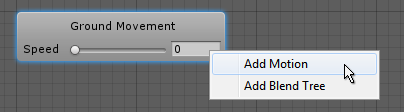 Ground Movement
Speed 0
Add Motion
Add Blend Tree